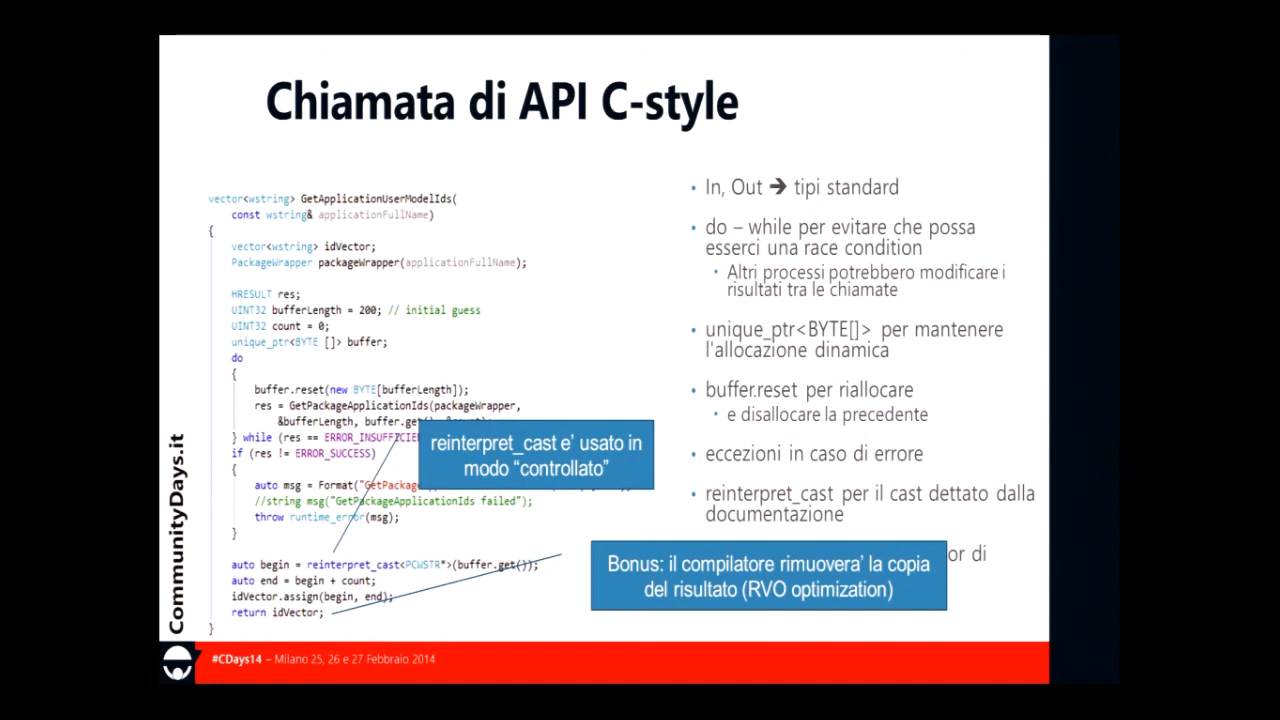 Chiamata di API C-style
vector<wstring> GetApplicationUserModelIds(
const wstring& applicationFullName)
{
vector<wstring> idVector;
PackageWrapper packageWrapper(applicationFullName);
HRESULT res;
UINT32 bufferLength = 200; // initial guess
UINT32 count = 0;
unique_ptr<BYTE []> buffer;
do
{
buffer.reset(new BYTE[bufferLength]);
res = GetPackageApplicationIds(packageWrapper,
&bufferLength, buffer.get(),
} while (res == ERROR_INSUFFICIEN
if (res != ERROR_SUCCESS)
{
auto msg = Format("GetPackage
//string msg("GetPackageApplicationIds failed");
throw runtime_error(msg);
}
auto begin = reinterpret_cast<PCWSTR*>(buffer.get());
auto end = begin + count;
idVector.assign(begin, end);
return idVector;
}
reinterpret_cast e’ usato in
modo “controllato”
• In, Out ➔ tipi standard
• do – while per evitare che possa
esserci una race condition
• Altri processi potrebbero modificare i
risultati tra le chiamate
• unique_ptr<BYTE[]> per mantenere
l'allocazione dinamica
• buffer.reset per riallocare
• e disallocare la precedente
• eccezioni in caso di errore
• reinterpret_cast per il cast dettato dalla
documentazione
or di
Bonus: il compilatore rimuovera’ la copia
del risultato (RVO optimization)
CommunityDays.it
#CDays14 – Milano 25, 26 e 27 Febbraio 2014